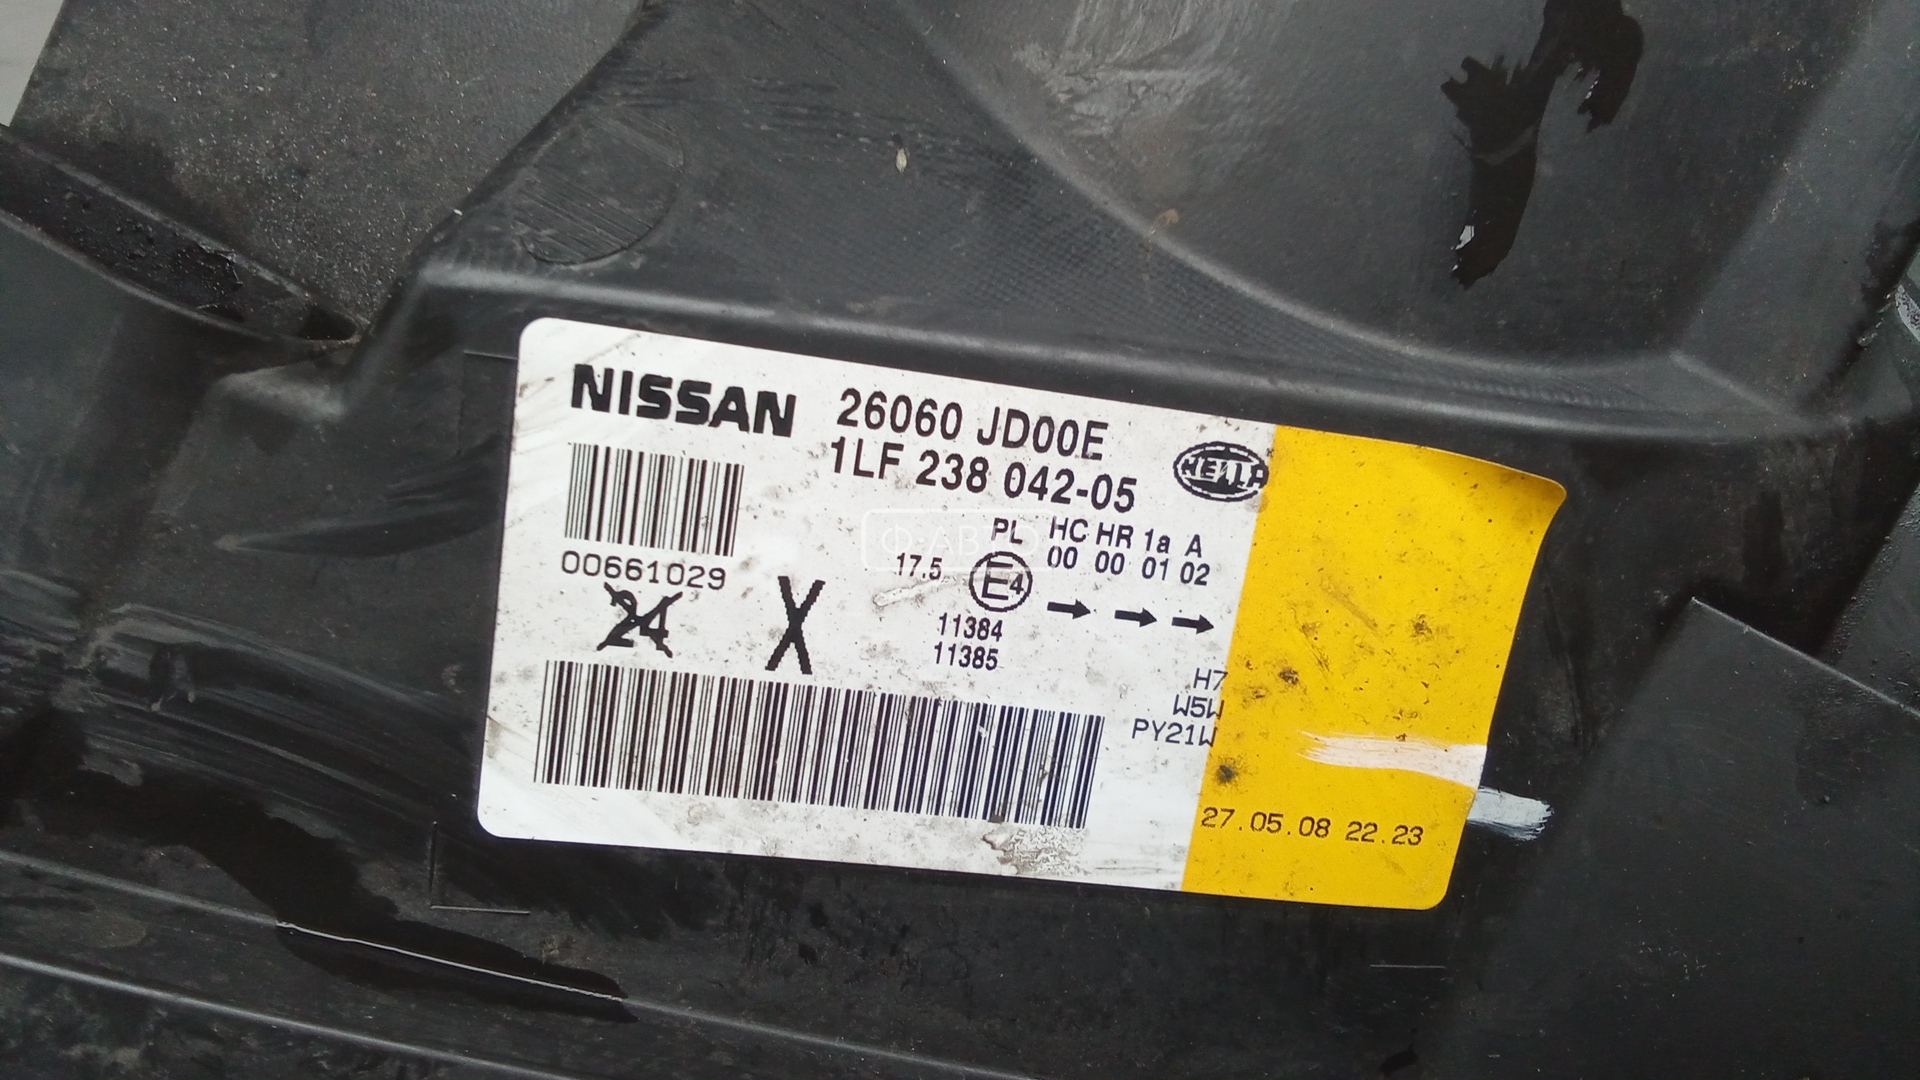 NISSAN 26060 JD00E
1LF 238 042-05
HELLA
PL HC HR 1a A
17.5 E4 00 00 01 02
00661029
24 X
11384
11385
H7
W5W
PY21W
27.05.08 22.23
Ф-АВТО